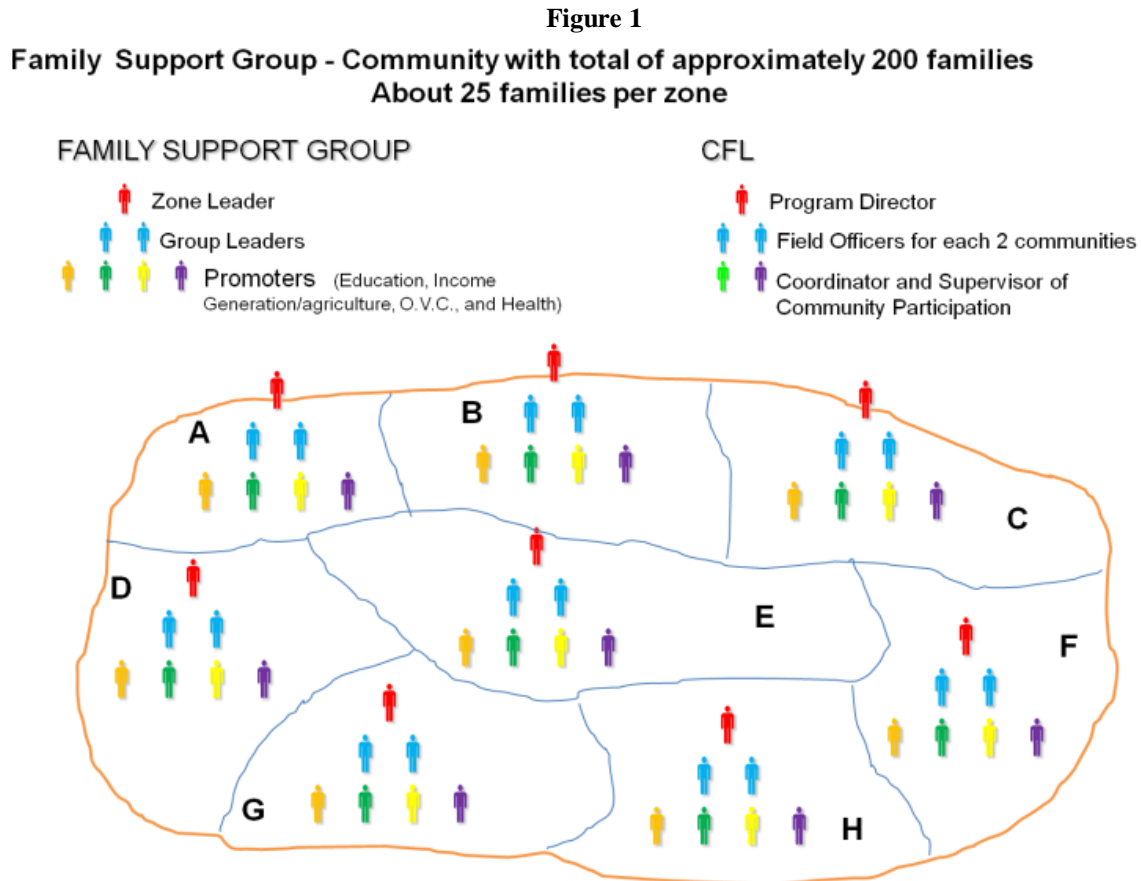 Figure 1
Family Support Group - Community with total of approximately 200 families
About 25 families per zone
FAMILY SUPPORT GROUP
Zone Leader
Group Leaders
Promoters (Education, Income
Generation/agriculture, O.V.C., and Health)
CFL
Program Director
Field Officers for each 2 communities
Coordinator and Supervisor of
Community Participation
A
B
C
D
E
F
G
H